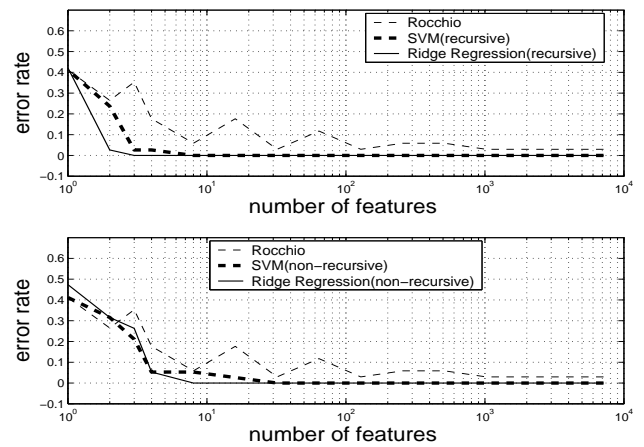 0.6
0.5
0.4
0.3
0.2
0.1
0
−0.1
error rate
Rocchio
SVM(recursive)
Ridge Regression(recursive)
10^0
10^1
10^2
10^3
10^4
number of features
0.6
0.5
0.4
0.3
0.2
0.1
0
−0.1
error rate
Rocchio
SVM(non−recursive)
Ridge Regression(non−recursive)
10^0
10^1
10^2
10^3
10^4
number of features